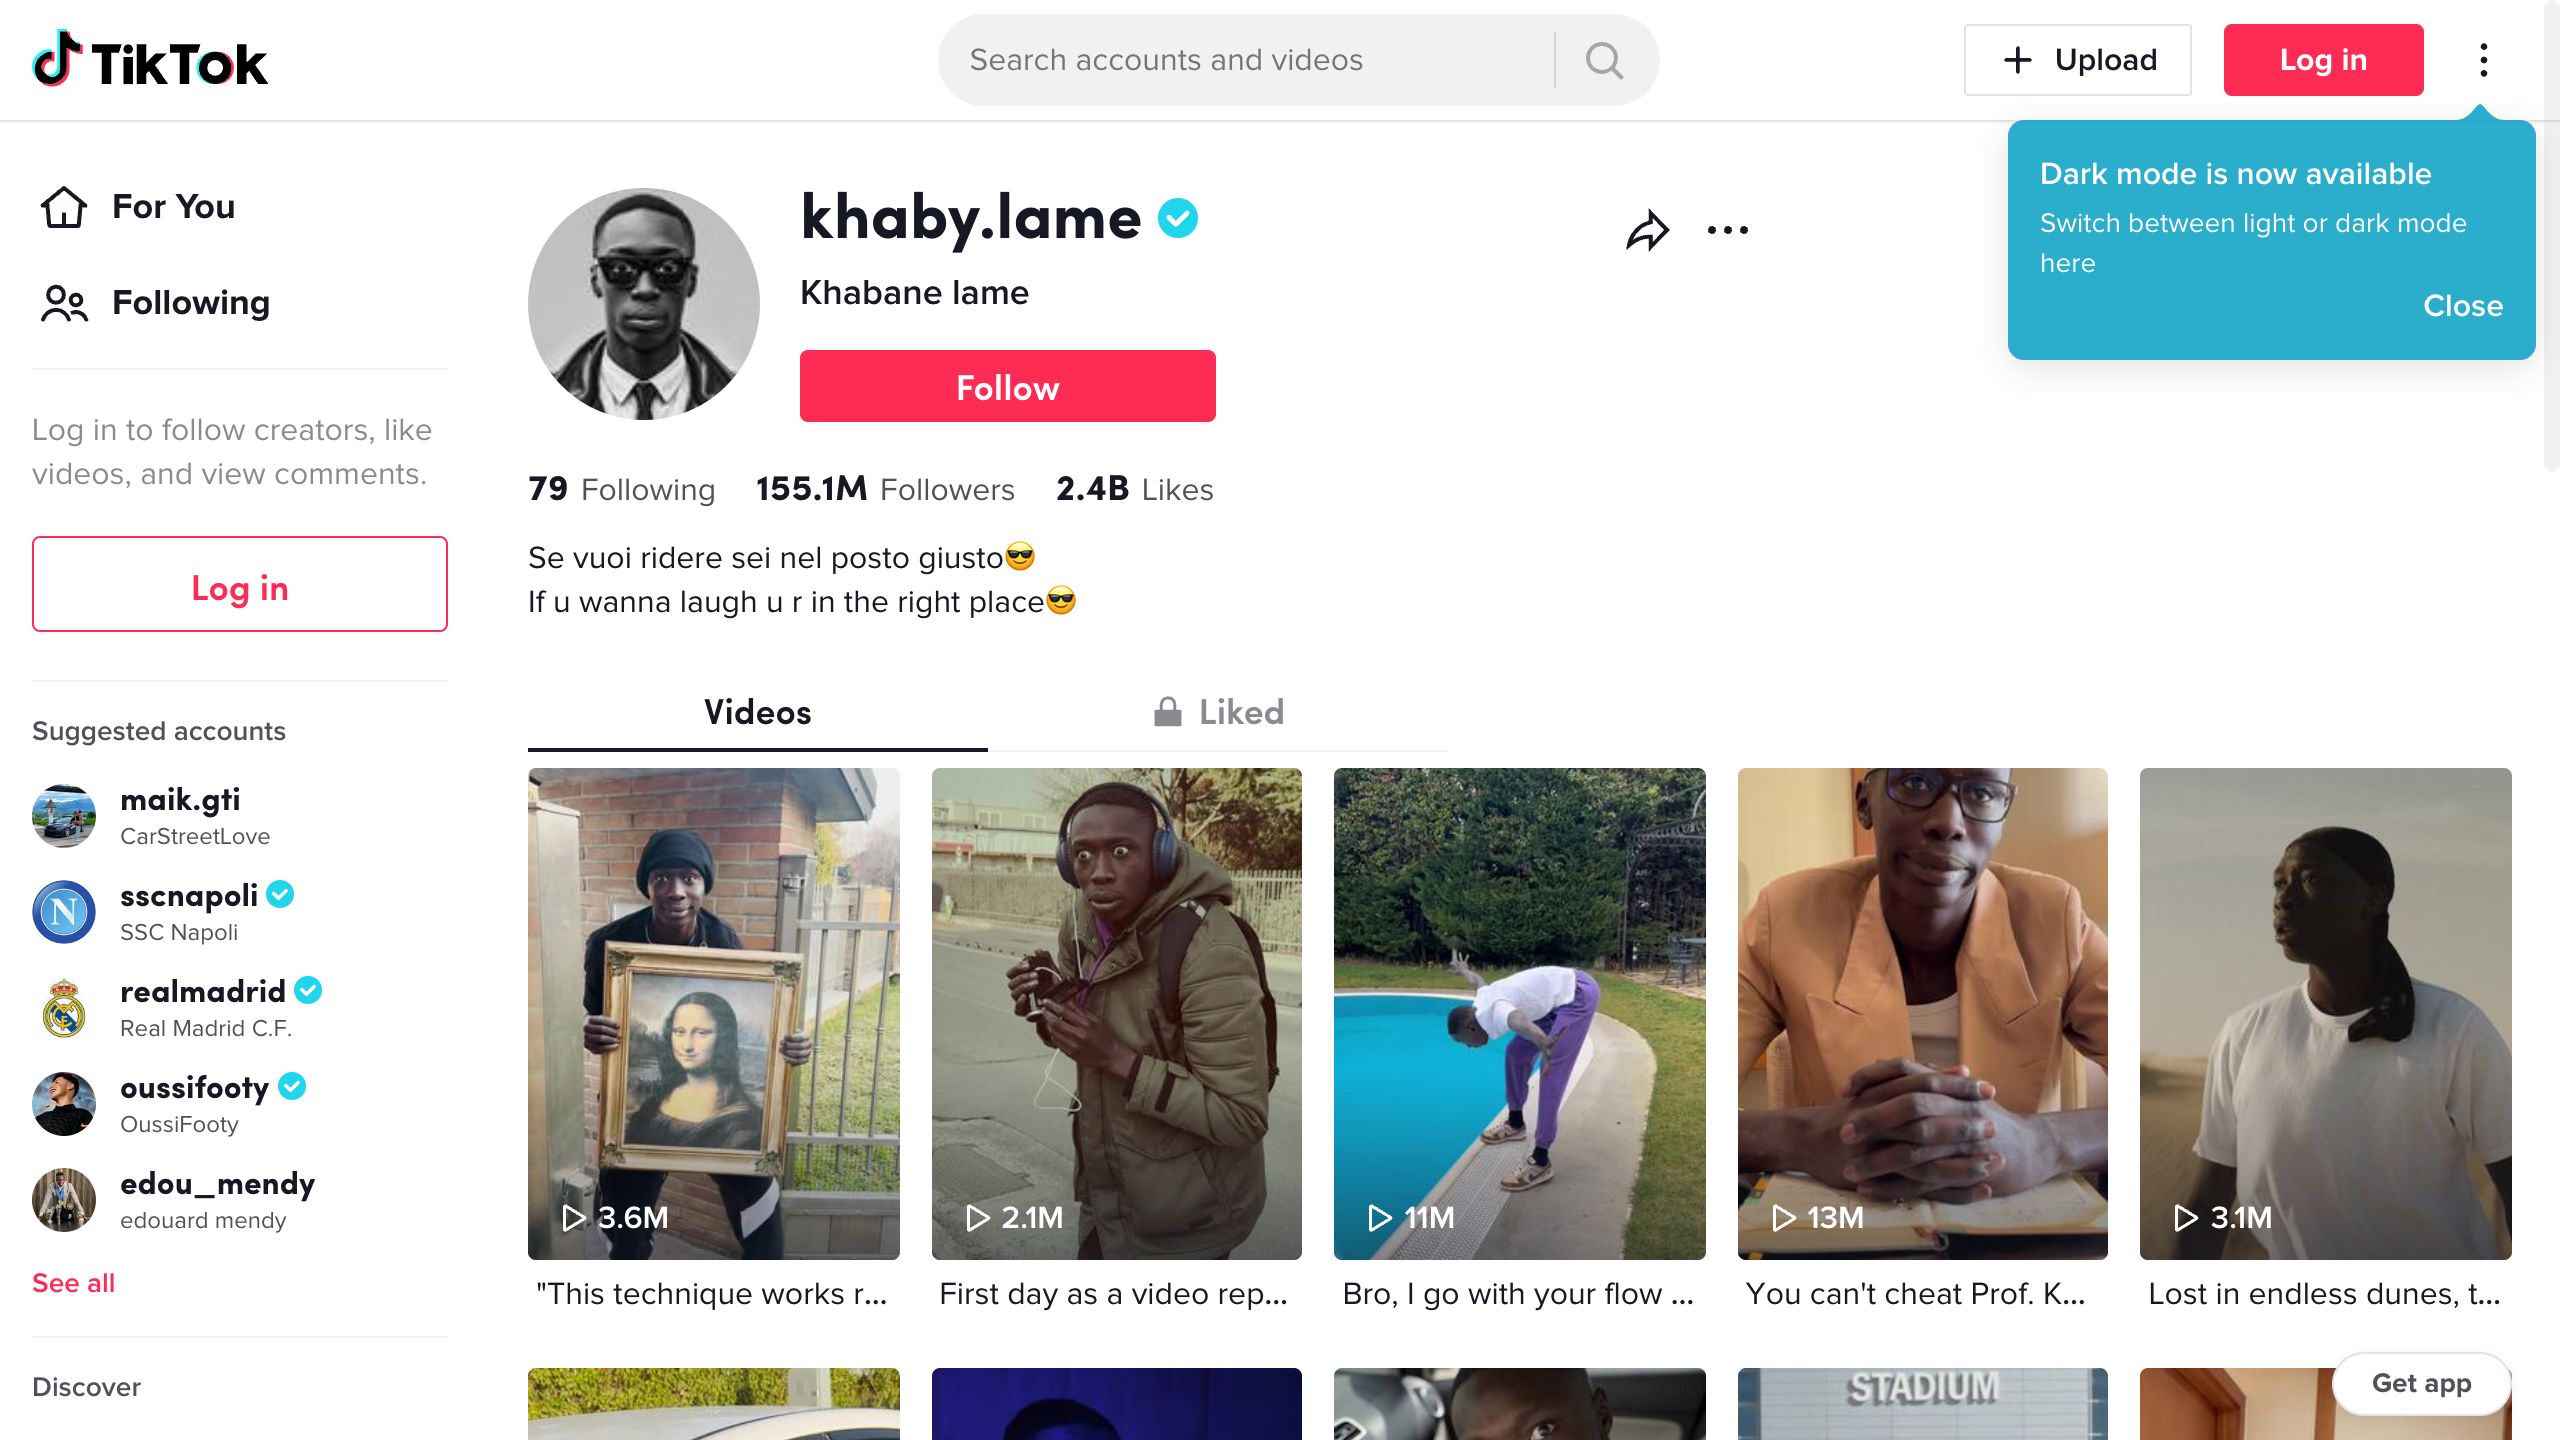 TikTok
Search accounts and videos
Upload
Log in
Dark mode is now available
Switch between light or dark mode
here
Close
For You
Following
Log in to follow creators, like
videos, and view comments.
Log in
Suggested accounts
maik.gti
CarStreetLove
sscnapoli
SSC Napoli
realmadrid
Real Madrid C.F.
oussifooty
OussiFooty
edou_mendy
edouard mendy
See all
Discover
khaby.lame
Khabane lame
Follow
79 Following 155.1M Followers 2.4B Likes
Se vuoi ridere sei nel posto giusto😎
If u wanna laugh u r in the right place😎
Videos
Liked
3.6M
2.1M
11M
13M
3.1M
"This technique works r...
First day as a video rep...
Bro, I go with your flow ...
You can't cheat Prof. K...
Lost in endless dunes, t...
STADIUM
Get app